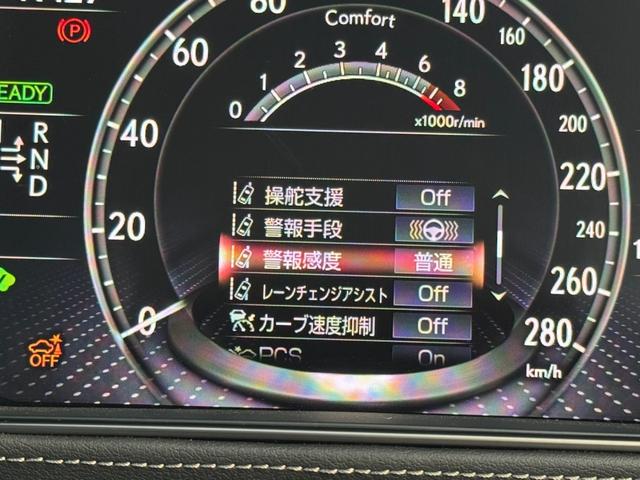 Comfort
0 1 2 3 4 6 8
x1000r/min
0 20 40 60 80 140 160 180 200 220 240 260 280
km/h
P
READY
R
N
D
操舵支援 Off
警報手段
警報感度 普通
レーンチェンジアシスト Off
カーブ速度抑制 Off
PCS On
OFF